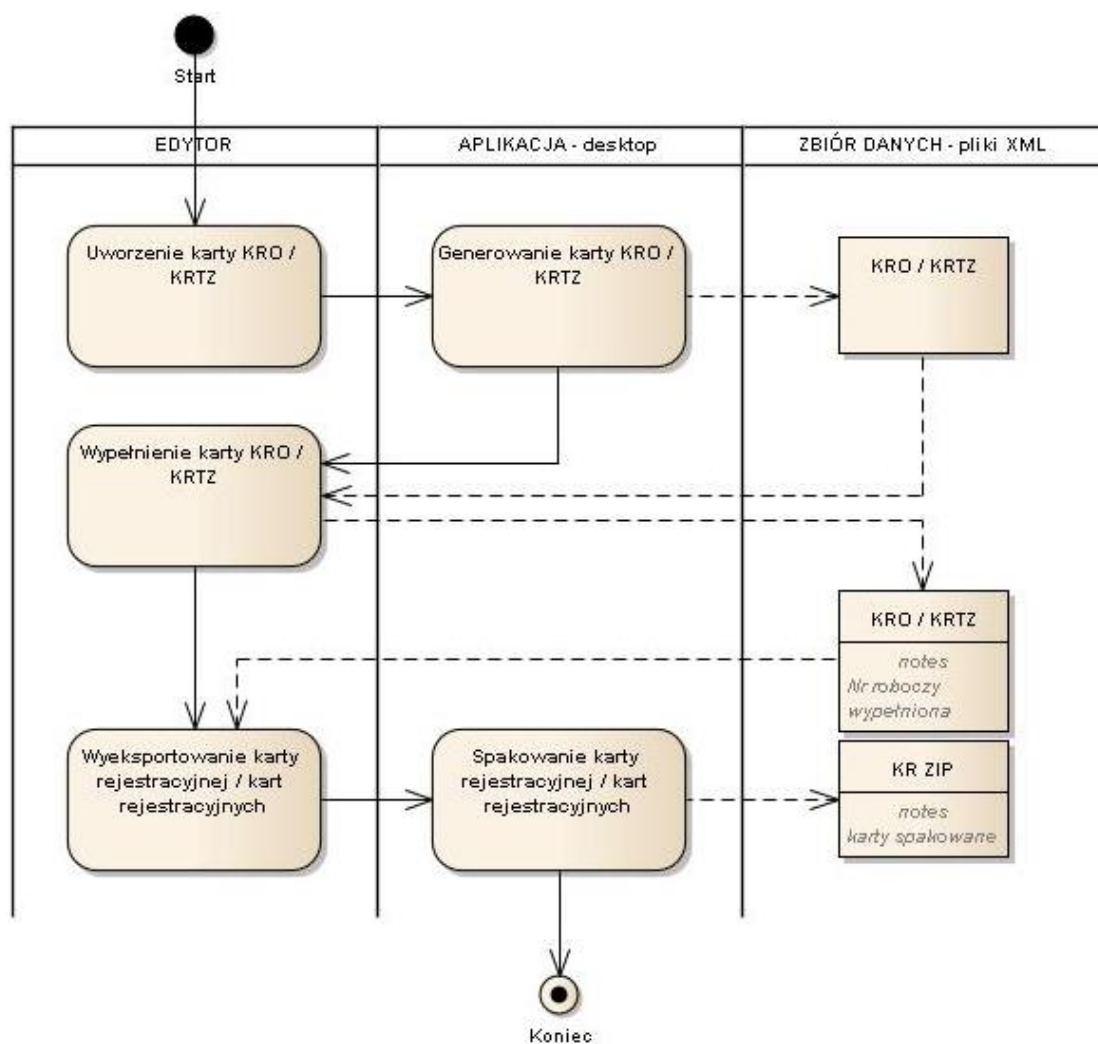 Start
EDYTOR
APLIKACJA - desktop
ZBIÓR DANYCH - pliki XML
Uworzenie karty KRO /
KRTZ
Generowanie karty KRO /
KRTZ
KRO / KRTZ
Wypełnienie karty KRO /
KRTZ
KRO / KRTZ
notes
Nr roboczy
wypełniona
Wyeksportowanie karty
rejestracyjnej / kart
rejestracyjnych
Spakowanie karty
rejestracyjnej / kart
rejestracyjnych
KR ZIP
notes
karty spakowane
Koniec